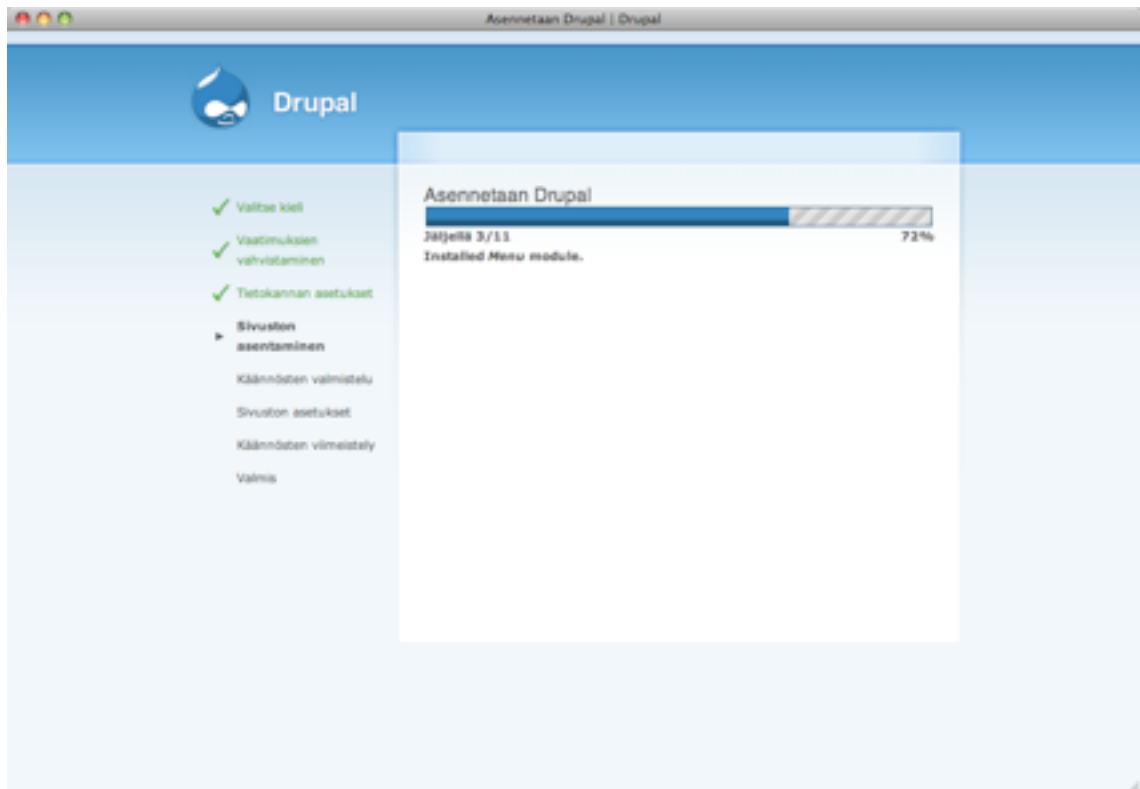 Asennetaan Drupal | Drupal
Drupal
Valitse kieli
Vaatimuksien
vahvistaminen
Tietokannan asetukset
Sivuston
asentaminen
Käännösten valmistelu
Sivuston asetukset
Käännösten viimeistely
Valmis
Asennetaan Drupal
Jäljellä 3/11
72%
Installed Menu module.